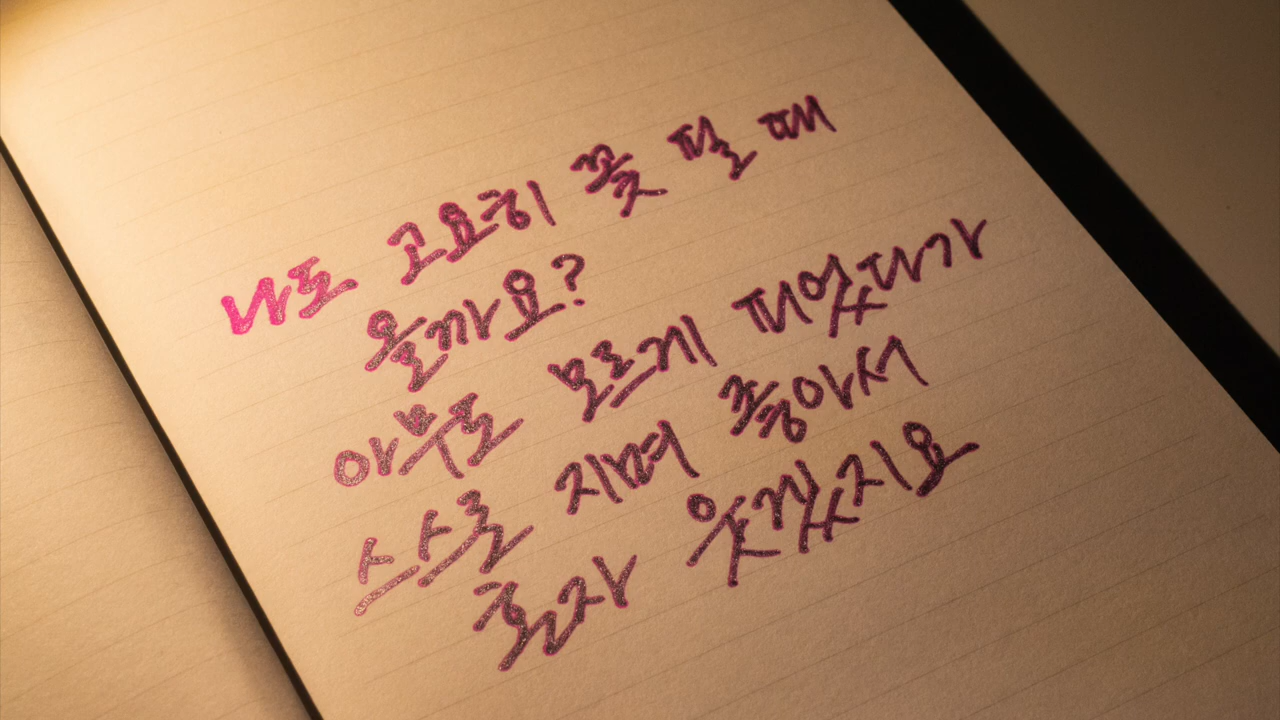 나도 고요히 꽃 필 때
올까요?
아무도 모르게 피었다가
스스로 지며 좋아서
혼자 웃겠지요